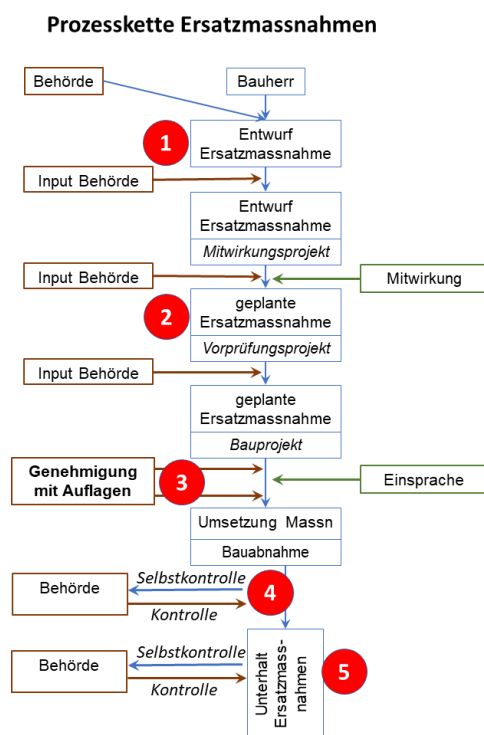 Prozesskette Ersatzmassnahmen
Behörde
Bauherr
1
Entwurf
Ersatzmassnahme
Input Behörde
Entwurf
Ersatzmassnahme
Mitwirkungsprojekt
Input Behörde
Mitwirkung
2
geplante
Ersatzmassnahme
Vorprüfungsprojekt
Input Behörde
geplante
Ersatzmassnahme
Bauprojekt
Genehmigung
mit Auflagen
3
Einsprache
Umsetzung Massn
Bauabnahme
Behörde
Selbstkontrolle
Kontrolle
4
Behörde
Selbstkontrolle
Kontrolle
Unterhalt
Ersatzmass-
nahmen
5